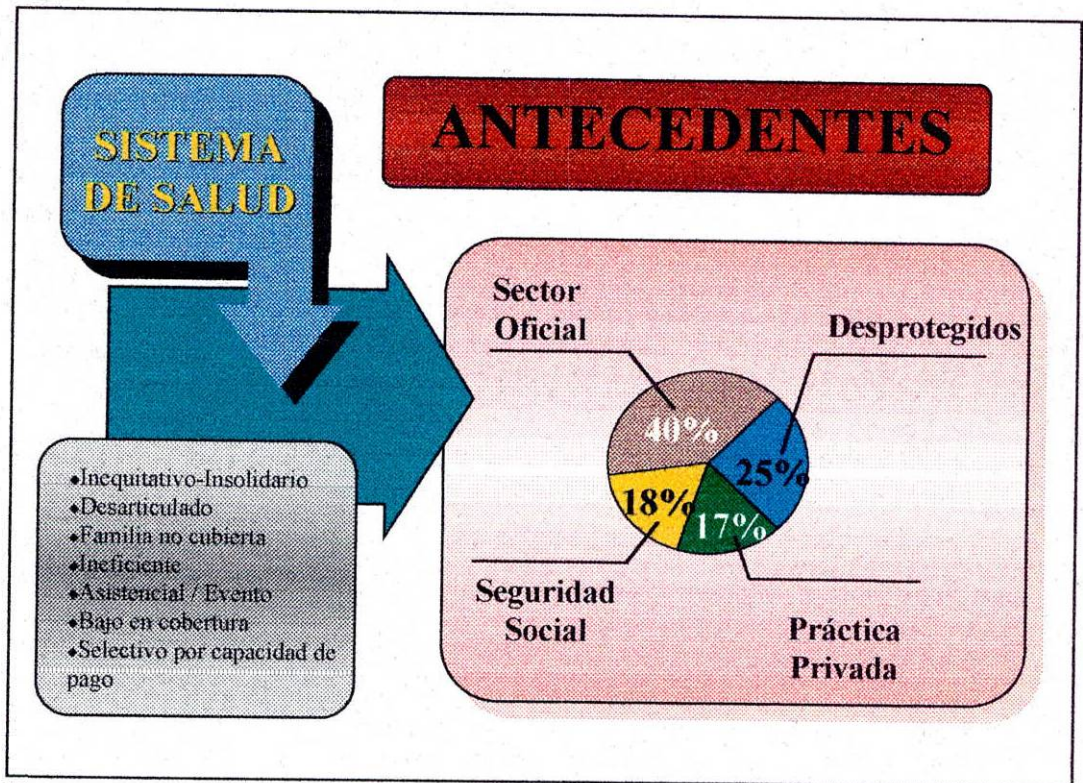 SISTEMA
DE SALUD
ANTECEDENTES
◆Inequitativo-Insolidario
◆Desarticulado
◆Familia no cubierta
◆Ineficiente
◆Asistencial / Evento
◆Bajo en cobertura
◆Selectivo por capacidad de
pago
Sector
Oficial
Desprotegidos
40%
25%
18%
17%
Seguridad
Social
Práctica
Privada